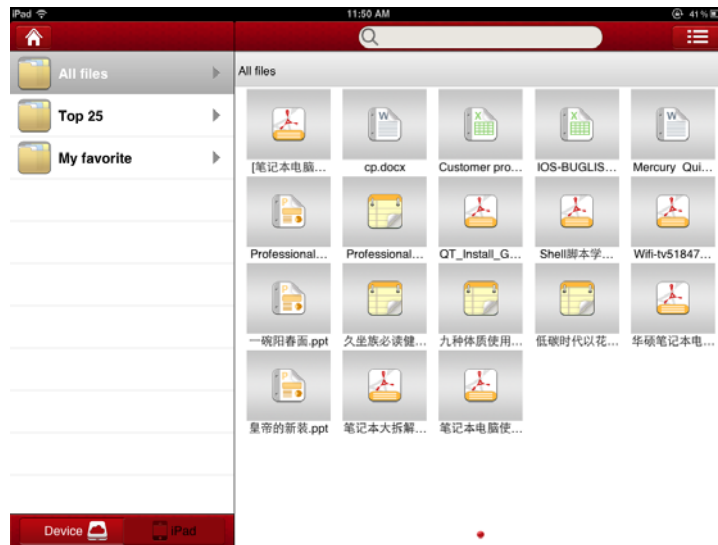 iPad
11:50 AM
41%
All files
Top 25
My favorite
All files
[笔记本电脑...
cp.docx
Customer pro...
IOS-BUGLIS...
Mercury Qui...
Professional...
Professional...
QT_Install_G...
Shell脚本学...
Wifi-tv51847...
一碗阳春面.ppt
久坐族必读健...
九种体质使用...
低碳时代以花...
华硕笔记本电...
皇帝的新装.ppt
笔记本大拆解...
笔记本电脑使...
Device
iPad